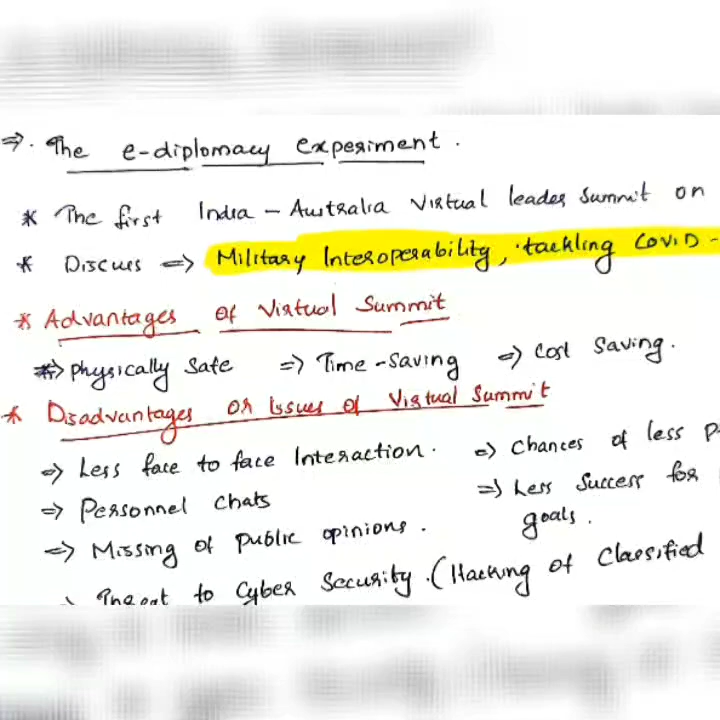 ⇒. The e-diplomacy experiment.
* The first India - Australia Virtual leader Summit on
* Discuss ⇒ Military Interoperability, tackling Covid -
* Advantages of Virtual Summit
*⇒ Physically Safe ⇒ Time-Saving ⇒ Cost Saving.
* Disadvantages or Issues of Virtual Summit
⇒ Less face to face Interaction. ⇒ Chances of less
⇒ Personnel Chats ⇒ Less Success for
goals.
⇒ Missing of public opinions.
Threat to Cyber Security. (Hacking of Classified